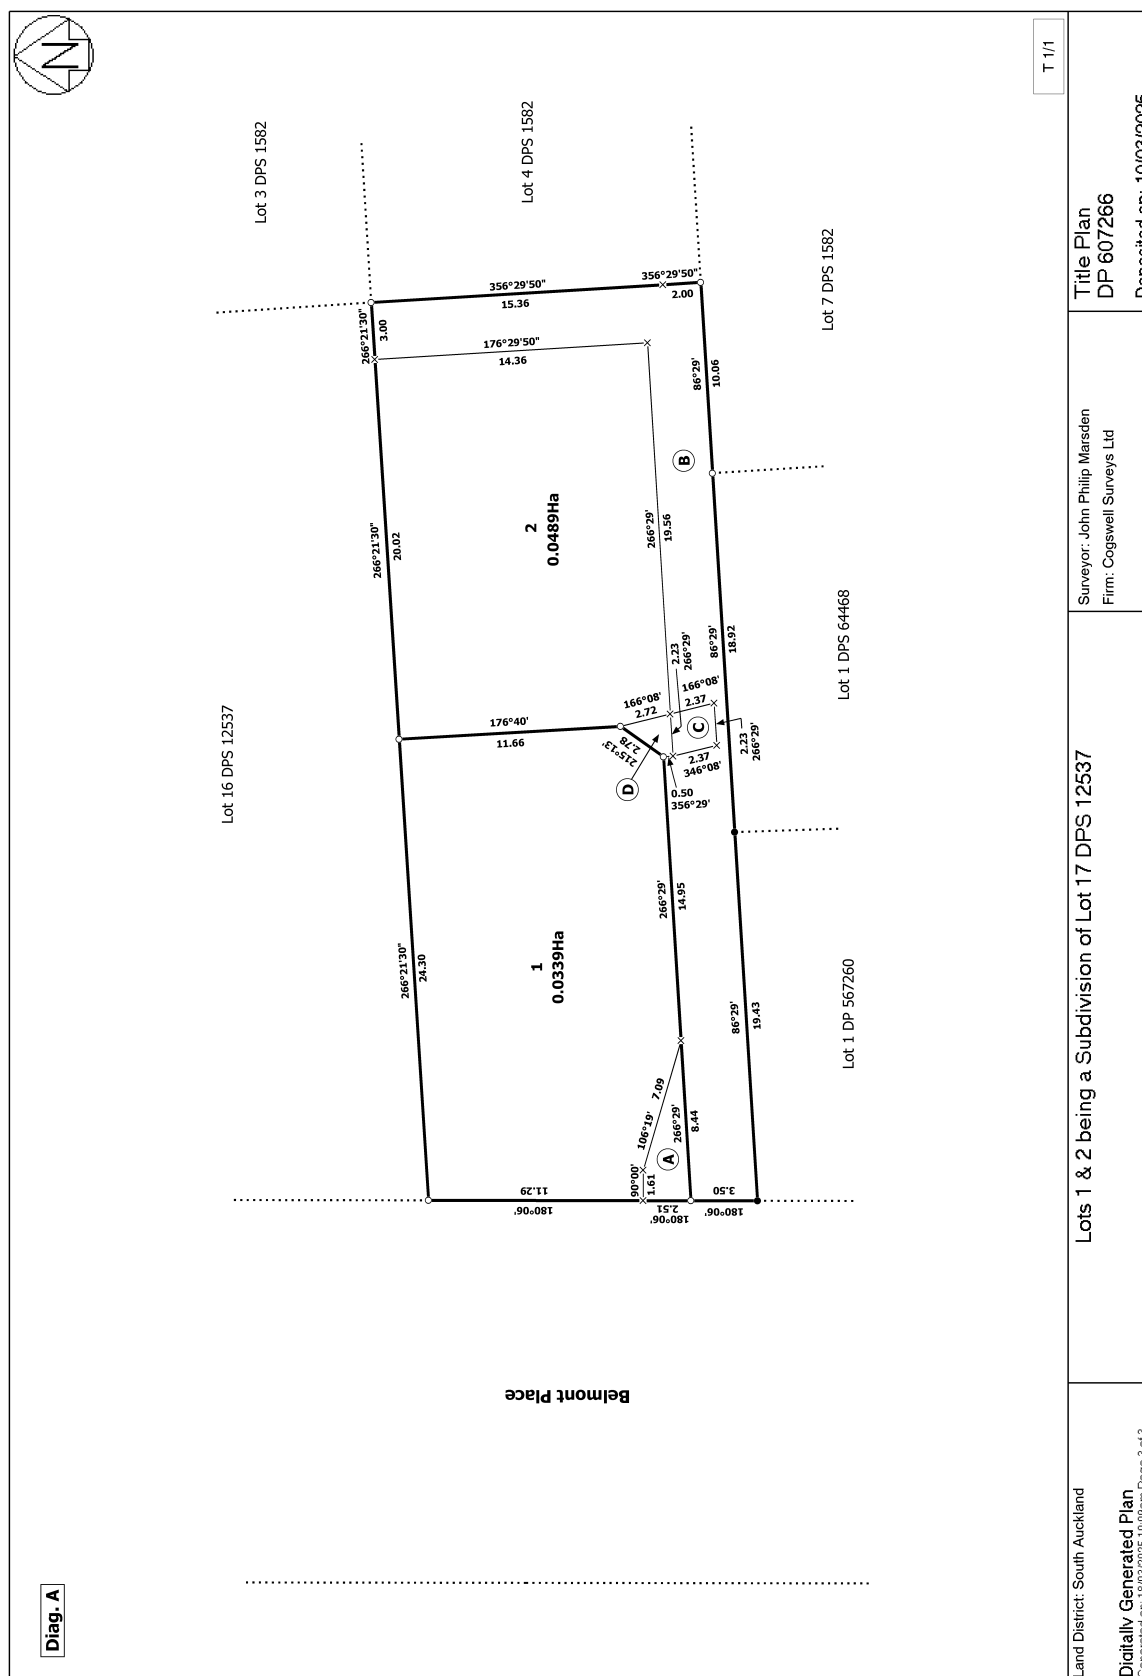 Diag. A
N
T 1/1
Lot 3 DPS 1582
Lot 4 DPS 1582
Lot 7 DPS 1582
Lot 16 DPS 12537
Lot 1 DPS 64468
Lot 1 DP 567260
Belmont Place
266°21'30"
24.30
266°21'30"
20.02
266°21'30"
3.00
356°29'50"
15.36
356°29'50"
2.00
176°29'50"
14.36
86°29'
10.06
B
266°29'
19.56
2
0.0489Ha
86°29'
18.92
2.23
266°29'
166°08'
2.72
166°08'
2.37
C
2.23
266°29'
2.37
346°08'
176°40'
11.66
215°13'
2.78
D
0.50
356°29'
266°29'
14.95
1
0.0339Ha
86°29'
19.43
106°19'
7.09
266°29'
8.44
A
90°00'
1.61
11.29
180°06'
2.51
180°06'
3.50
180°06'
Land District: South Auckland
Digitally Generated Plan
Lots 1 & 2 being a Subdivision of Lot 17 DPS 12537
Surveyor: John Philip Marsden
Firm: Cogswell Surveys Ltd
Title Plan
DP 607266